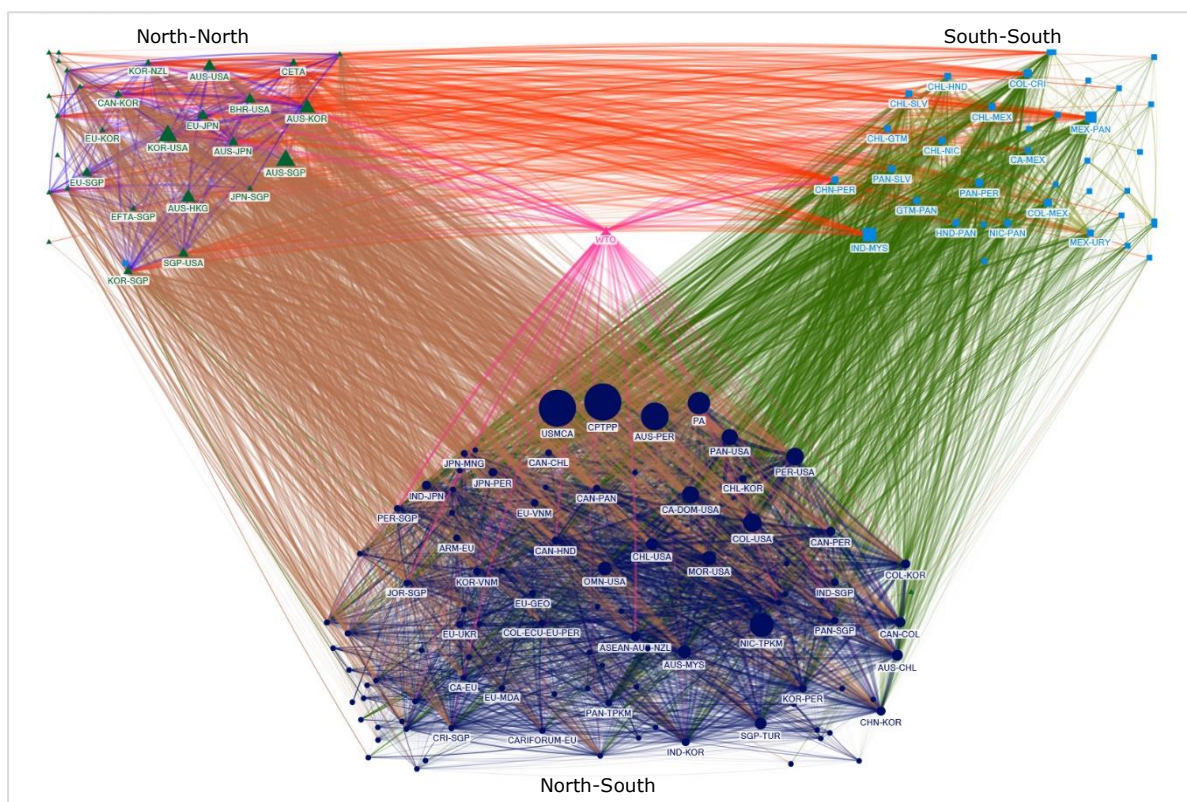 North-North
South-South
KOR-NZL
AUS-USA
CETA
CAN-KOR
BHR-USA
AUS-KOR
EU-JPN
EU-KOR
KOR-USA
AUS-JPN
AUS-SGP
EU-SGP
AUS-HKG
JPN-SGP
EFTA-SGP
SGP-USA
KOR-SGP
CHL-HND
COL-CRI
CHL-SLV
CHL-MEX
MEX-PAN
CHL-GTM
CHL-NIC
CA-MEX
PAN-SLV
CHN-PER
PAN-PER
GTM-PAN
COL-MEX
HND-PAN
NIC-PAN
IND-MYS
MEX-URY
WTO
USMCA
CPTPP
AUS-PER
PA
PAN-USA
JPN-MNG
CAN-CHL
PER-USA
JPN-PER
CHL-KOR
IND-JPN
CAN-PAN
CA-DOM-USA
EU-VNM
PER-SGP
COL-USA
CAN-PER
ARM-EU
CAN-HND
CHL-USA
MOR-USA
COL-KOR
KOR-VNM
OMN-USA
JOR-SGP
IND-SGP
EU-GEO
EU-UKR
COL-ECU-EU-PER
NIC-TPKM
PAN-SGP
CAN-COL
ASEAN-AUS-NZL
AUS-MYS
AUS-CHL
CA-EU
EU-MDA
KOR-PER
PAN-TPKM
CHN-KOR
CRI-SGP
CARIFORUM-EU
SGP-TUR
IND-KOR
North-South